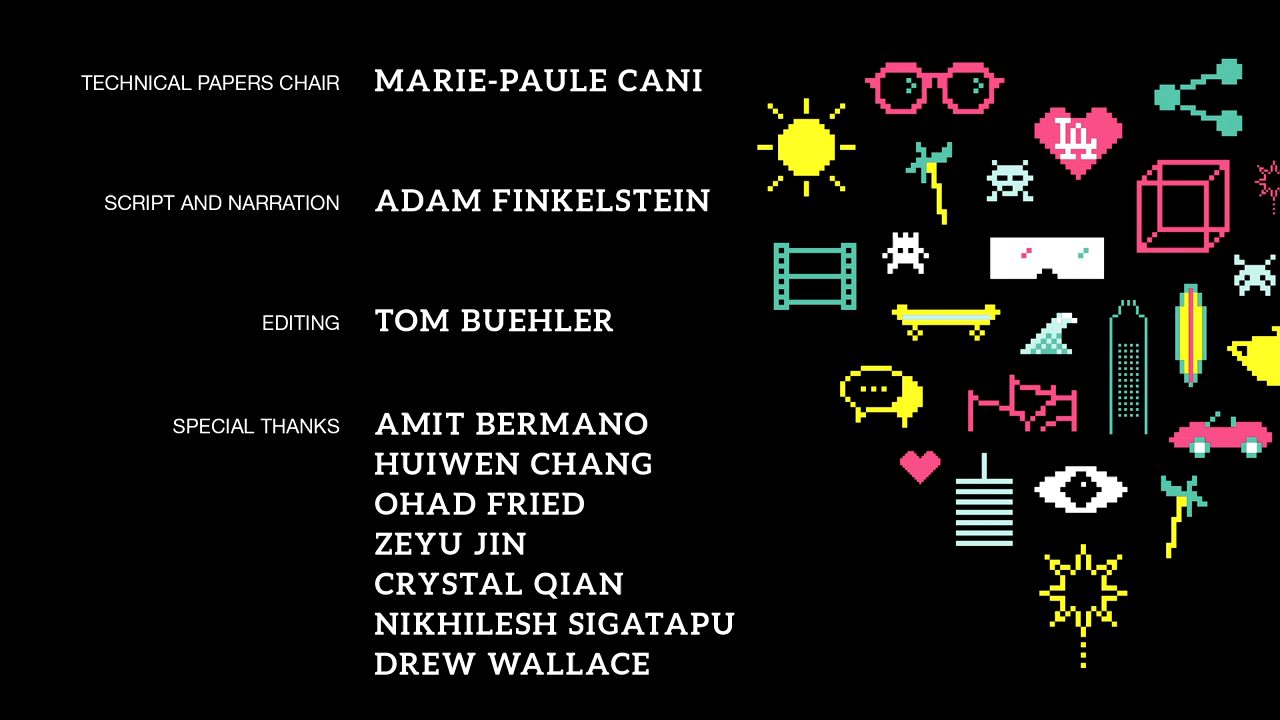 TECHNICAL PAPERS CHAIR MARIE-PAULE CANI
SCRIPT AND NARRATION ADAM FINKELSTEIN
EDITING TOM BUEHLER
SPECIAL THANKS AMIT BERMANO
HUIWEN CHANG
OHAD FRIED
ZEYU JIN
CRYSTAL QIAN
NIKHILESH SIGATAPU
DREW WALLACE
LA